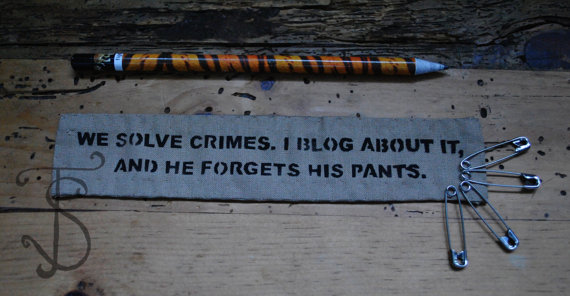 WE SOLVE CRIMES. I BLOG ABOUT IT,
AND HE FORGETS HIS PANTS.